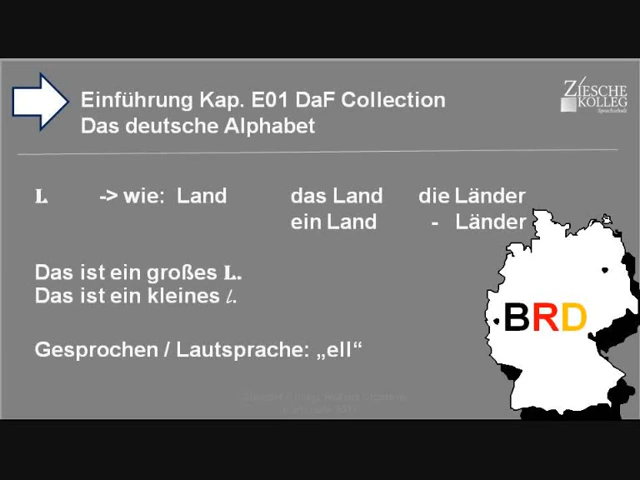 Einführung Kap. E01 DaF Collection
Das deutsche Alphabet
ZIESCHE
KOLLEG
Sprachschule
L -> wie: Land das Land die Länder
ein Land - Länder
Das ist ein großes L.
Das ist ein kleines l.
BRD
Gesprochen / Lautsprache: „ell“